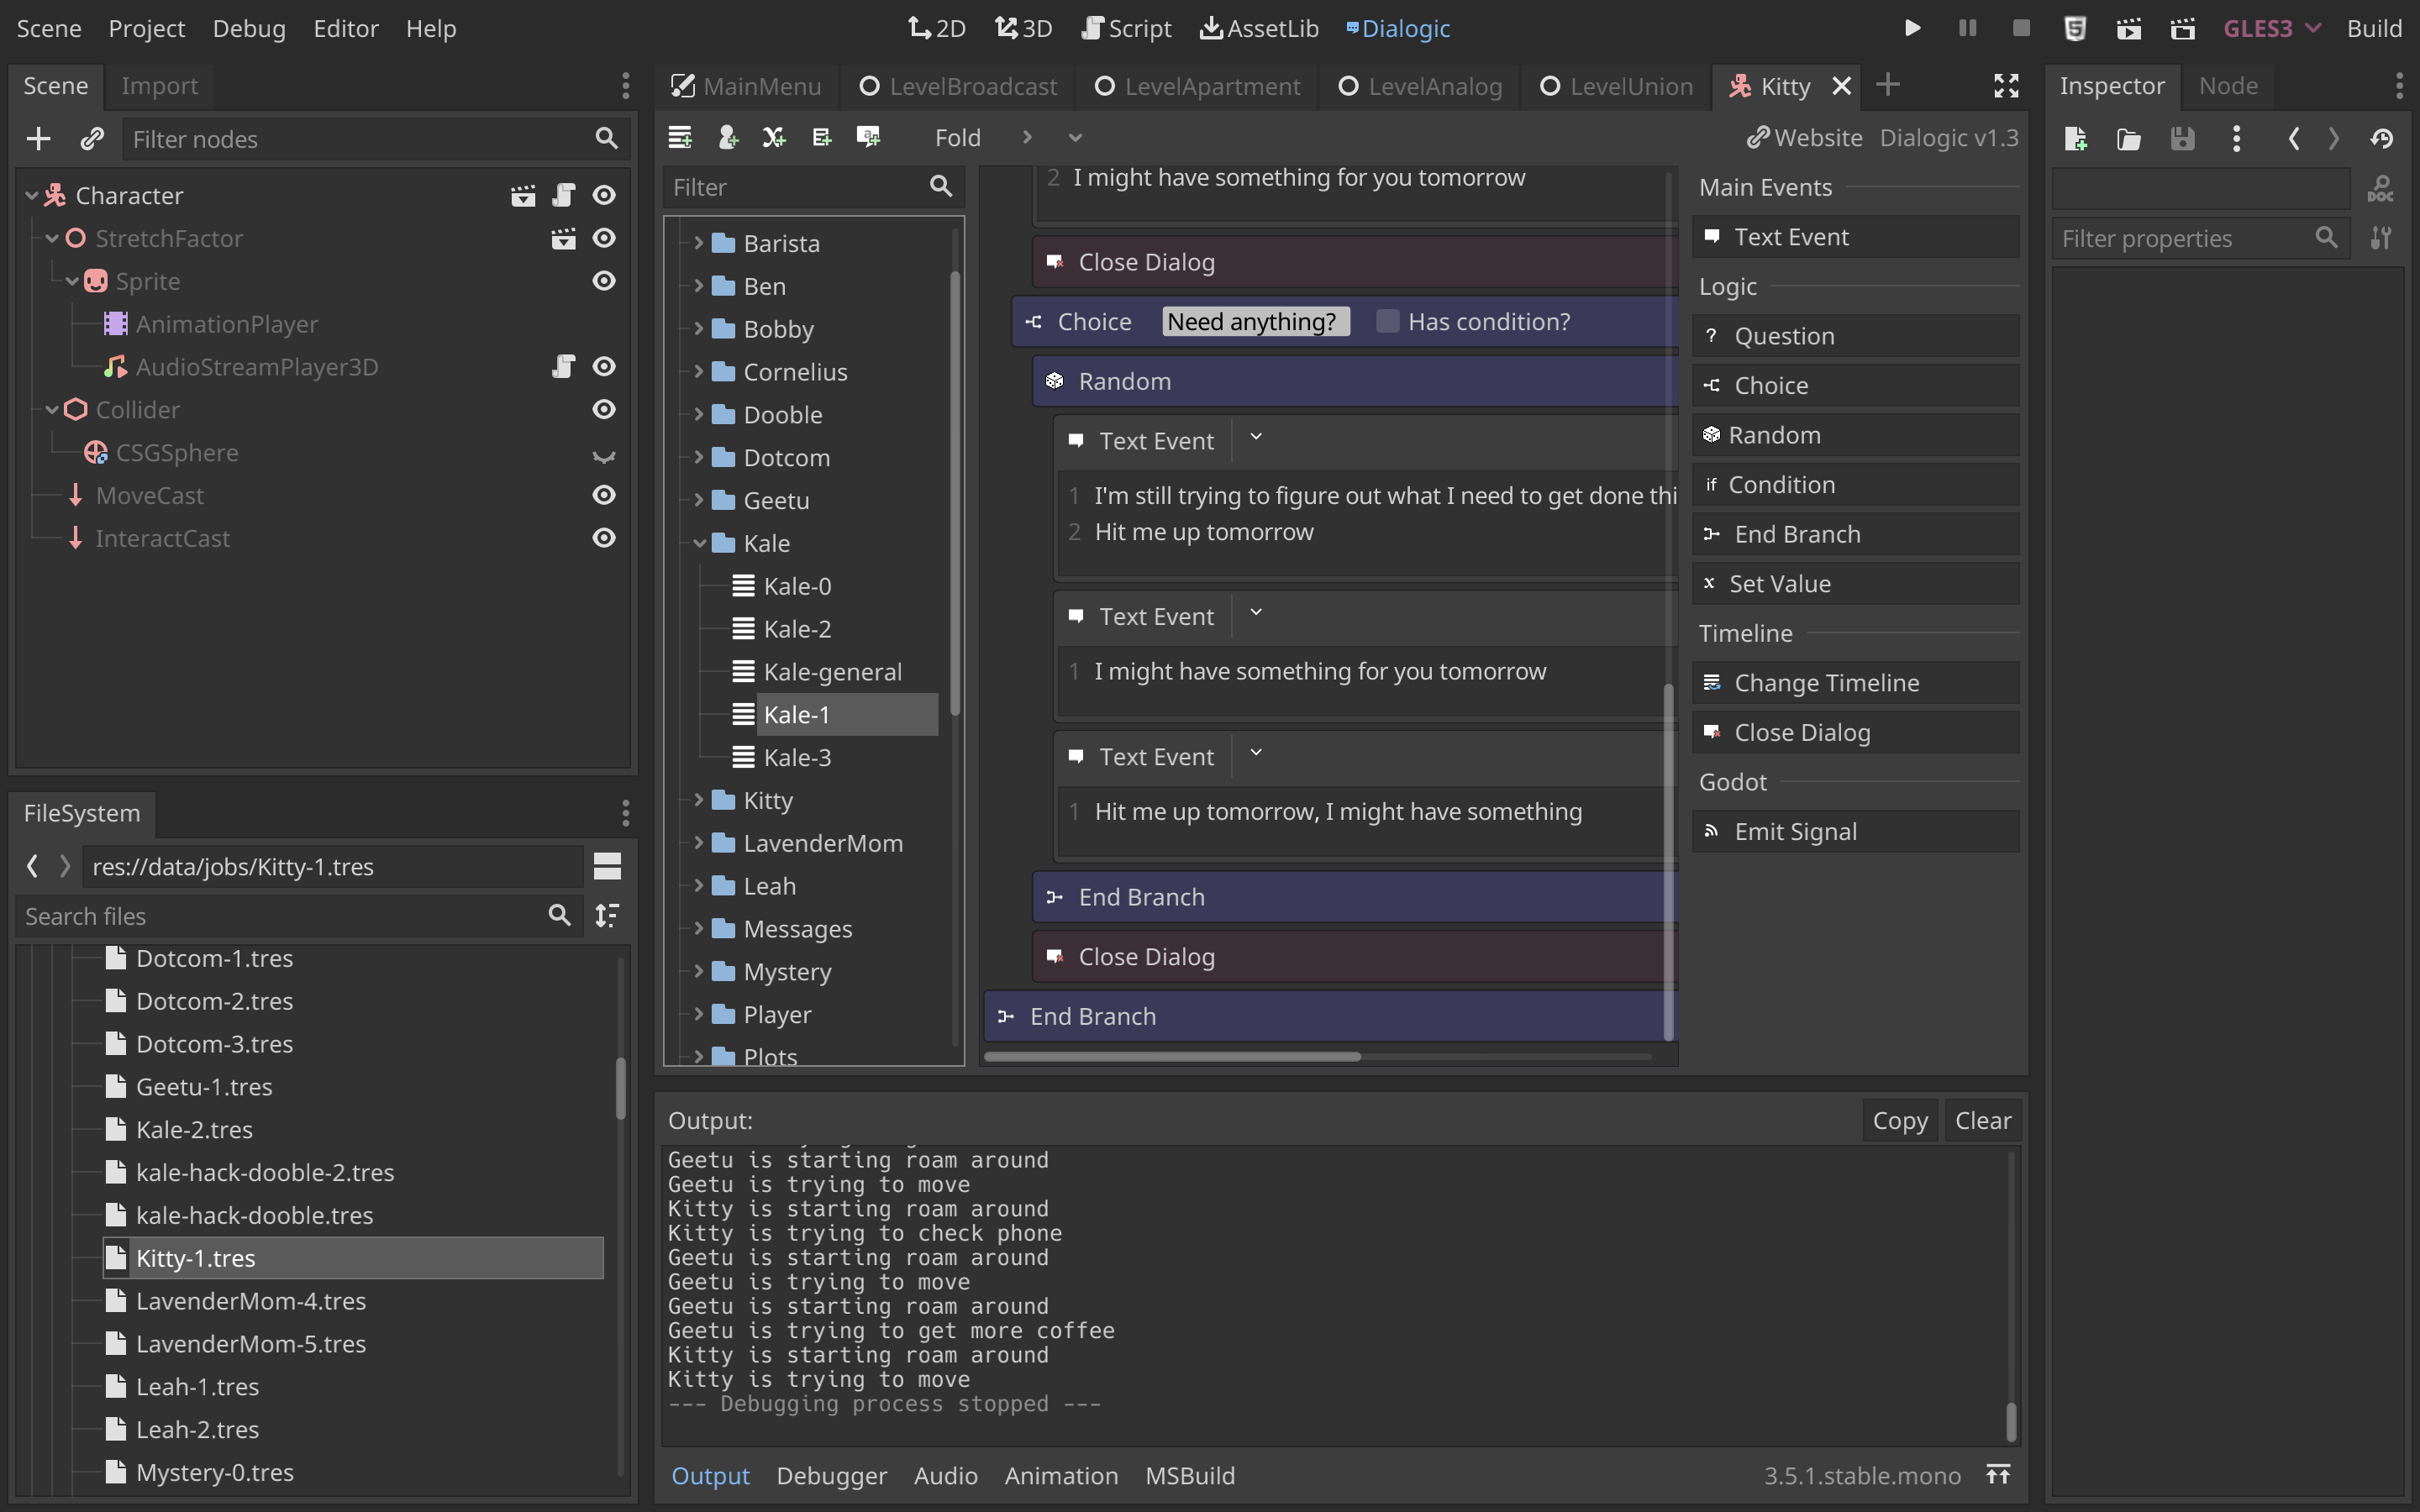 Scene Project Debug Editor Help
2D 3D Script AssetLib Dialogic
GLES3 Build
Scene Import
Filter nodes
Character
StretchFactor
Sprite
AnimationPlayer
AudioStreamPlayer3D
Collider
CSGSphere
MoveCast
InteractCast
FileSystem
res://data/jobs/Kitty-1.tres
Search files
Dotcom-1.tres
Dotcom-2.tres
Dotcom-3.tres
Geetu-1.tres
Kale-2.tres
kale-hack-dooble-2.tres
kale-hack-dooble.tres
Kitty-1.tres
LavenderMom-4.tres
LavenderMom-5.tres
Leah-1.tres
Leah-2.tres
Mystery-0.tres
MainMenu LevelBroadcast LevelApartment LevelAnalog LevelUnion Kitty
Fold
Website Dialogic v1.3
Filter
Barista
Ben
Bobby
Cornelius
Dooble
Dotcom
Geetu
Kale
Kale-0
Kale-2
Kale-general
Kale-1
Kale-3
Kitty
LavenderMom
Leah
Messages
Mystery
Player
Plots
2 I might have something for you tomorrow
Close Dialog
Choice Need anything? Has condition?
Random
Text Event
1 I'm still trying to figure out what I need to get done thi
2 Hit me up tomorrow
Text Event
1 I might have something for you tomorrow
Text Event
1 Hit me up tomorrow, I might have something
End Branch
Close Dialog
End Branch
Main Events
Text Event
Logic
? Question
Choice
Random
if Condition
End Branch
x Set Value
Timeline
Change Timeline
Close Dialog
Godot
Emit Signal
Output:
Copy Clear
Geetu is starting roam around
Geetu is trying to move
Kitty is starting roam around
Kitty is trying to check phone
Geetu is starting roam around
Geetu is trying to move
Geetu is starting roam around
Geetu is trying to get more coffee
Kitty is starting roam around
Kitty is trying to move
--- Debugging process stopped ---
Output Debugger Audio Animation MSBuild
3.5.1.stable.mono
Inspector Node
DOC
Filter properties